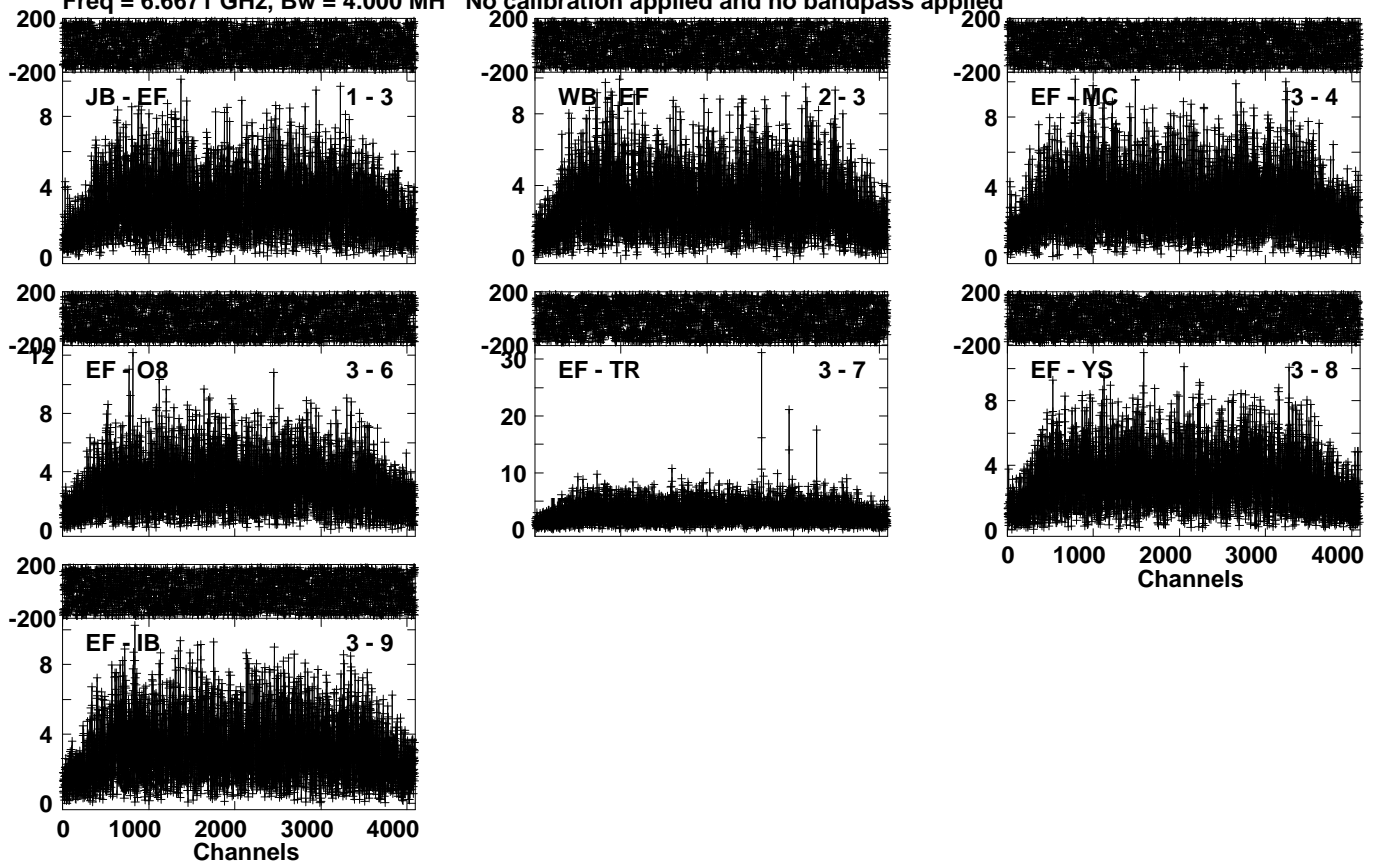 Freq = 6.6671 GHz, Bw = 4.000 MH No calibration applied and no bandpass applied
200 200 200
-200 -200 -200
JB - EF 1 - 3 WB - EF 2 - 3 EF - MC 3 - 4
8 8 8
4 4 4
0 0 0
200 200 200
-200 -200 -200
12 30
EF - O8 3 - 6 EF - TR 3 - 7 EF - YS 3 - 8
8 20 8
4 10 4
0 0 0
0 1000 2000 3000 4000
Channels
200
-200
EF - IB 3 - 9
8
4
0
0 1000 2000 3000 4000
Channels